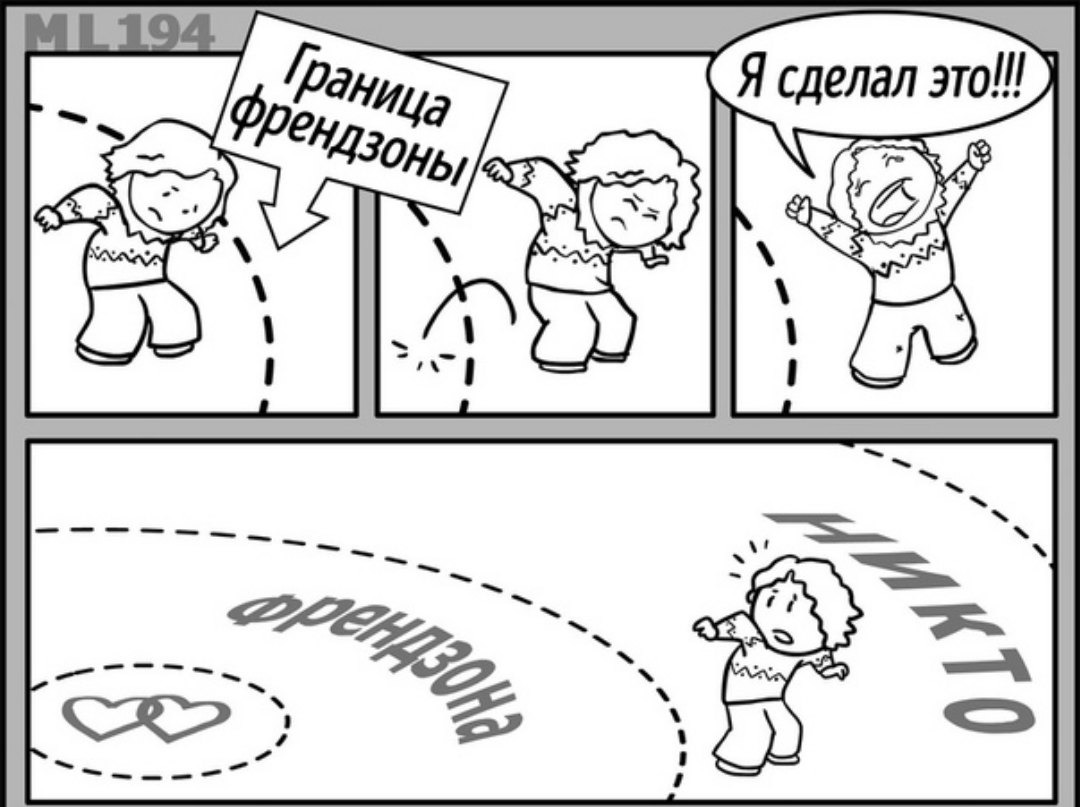 ML194
Граница
френдзоны
Я сделал это!!!
френдзона
никто